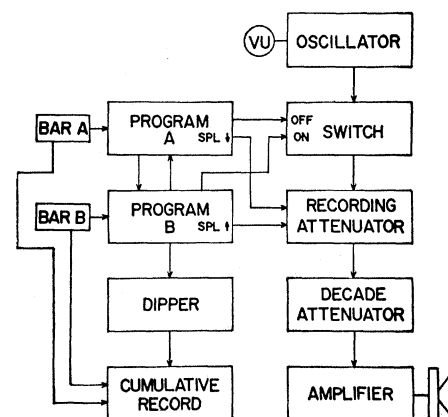 VU
OSCILLATOR
BAR A
PROGRAM
A
SPL ↓
OFF
ON
SWITCH
BAR B
PROGRAM
B
SPL ↑
RECORDING
ATTENUATOR
DIPPER
DECADE
ATTENUATOR
CUMULATIVE
RECORD
AMPLIFIER